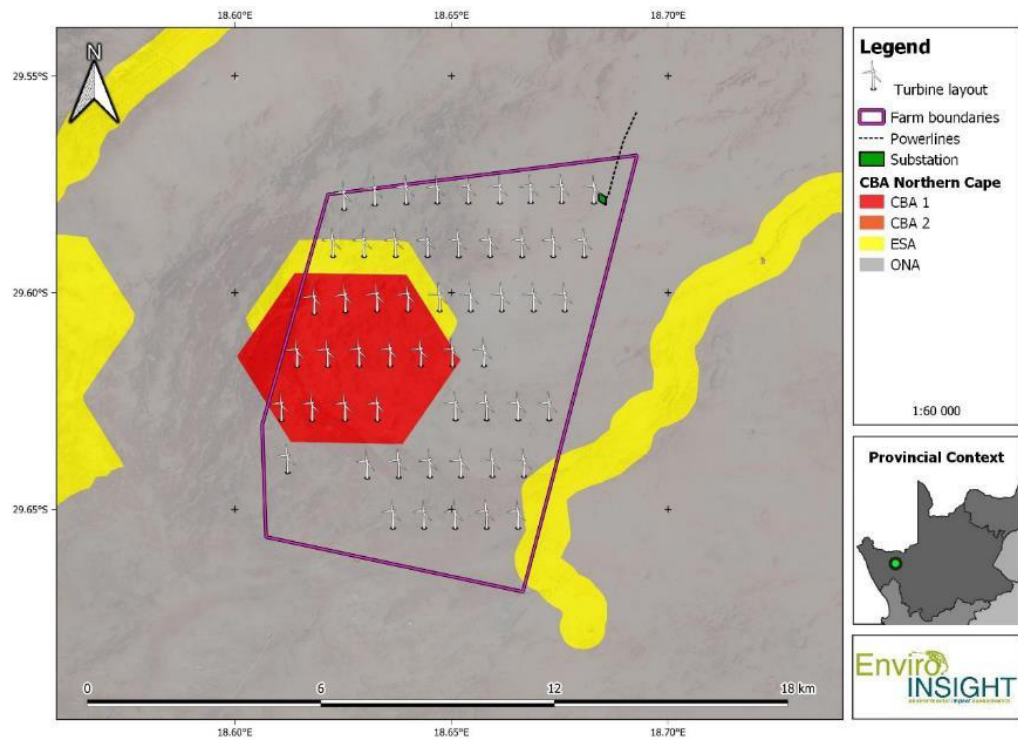 18.60°E 18.65°E 18.70°E
N
29.55°S
29.60°S
29.65°S
0 6 12 18 km
18.60°E 18.65°E 18.70°E
Legend
Turbine layout
Farm boundaries
Powerlines
Substation
CBA Northern Cape
CBA 1
CBA 2
ESA
ONA
1:60 000
Provincial Context
Enviro
INSIGHT